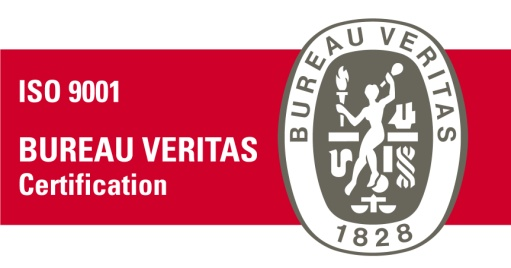 ISO 9001
BUREAU VERITAS
Certification
BUREAU VERITAS
1828